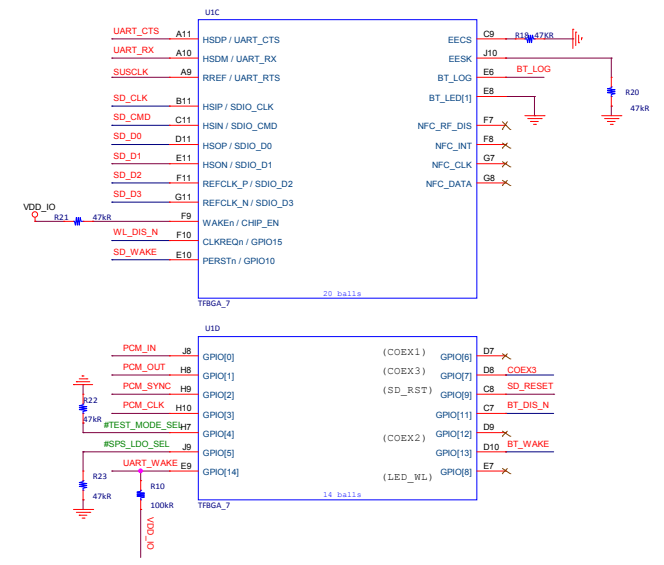 U1C
UART_CTS A11 HSDP / UART_CTS EECS C9 R19 47KR
UART_RX A10 HSDM / UART_RX EESK J10
SUSCLK A9 RREF / UART_RTS BT_LOG E6 BT_LOG
BT_LED[1] E8 R20
SD_CLK B11 HSIP / SDIO_CLK 47kR
SD_CMD C11 HSIN / SDIO_CMD NFC_RF_DIS F7
SD_D0 D11 HSOP / SDIO_D0 NFC_INT F8
SD_D1 E11 HSON / SDIO_D1 NFC_CLK G7
SD_D2 F11 REFCLK_P / SDIO_D2 NFC_DATA G8
SD_D3 G11 REFCLK_N / SDIO_D3
VDD_IO
R21 47kR F9 WAKEn / CHIP_EN
WL_DIS_N F10 CLKREQn / GPIO15
SD_WAKE E10 PERSTn / GPIO10
20 balls
TFBGA_7
U1D
PCM_IN J8 GPIO[0] (COEX1) GPIO[6] D7
PCM_OUT H8 GPIO[1] (COEX3) GPIO[7] D8 COEX3
PCM_SYNC H9 GPIO[2] (SD_RST) GPIO[9] C8 SD_RESET
R22 PCM_CLK H10 GPIO[3] GPIO[11] C7 BT_DIS_N
47kR
#TEST_MODE_SEL H7 GPIO[4] (COEX2) GPIO[12] D9
#SPS_LDO_SEL J9 GPIO[5] GPIO[13] D10 BT_WAKE
UART_WAKE E9 GPIO[14] (LED_WL) GPIO[8] E7
R23 R10
47kR 100kR
14 balls
TFBGA_7
VDD_IO